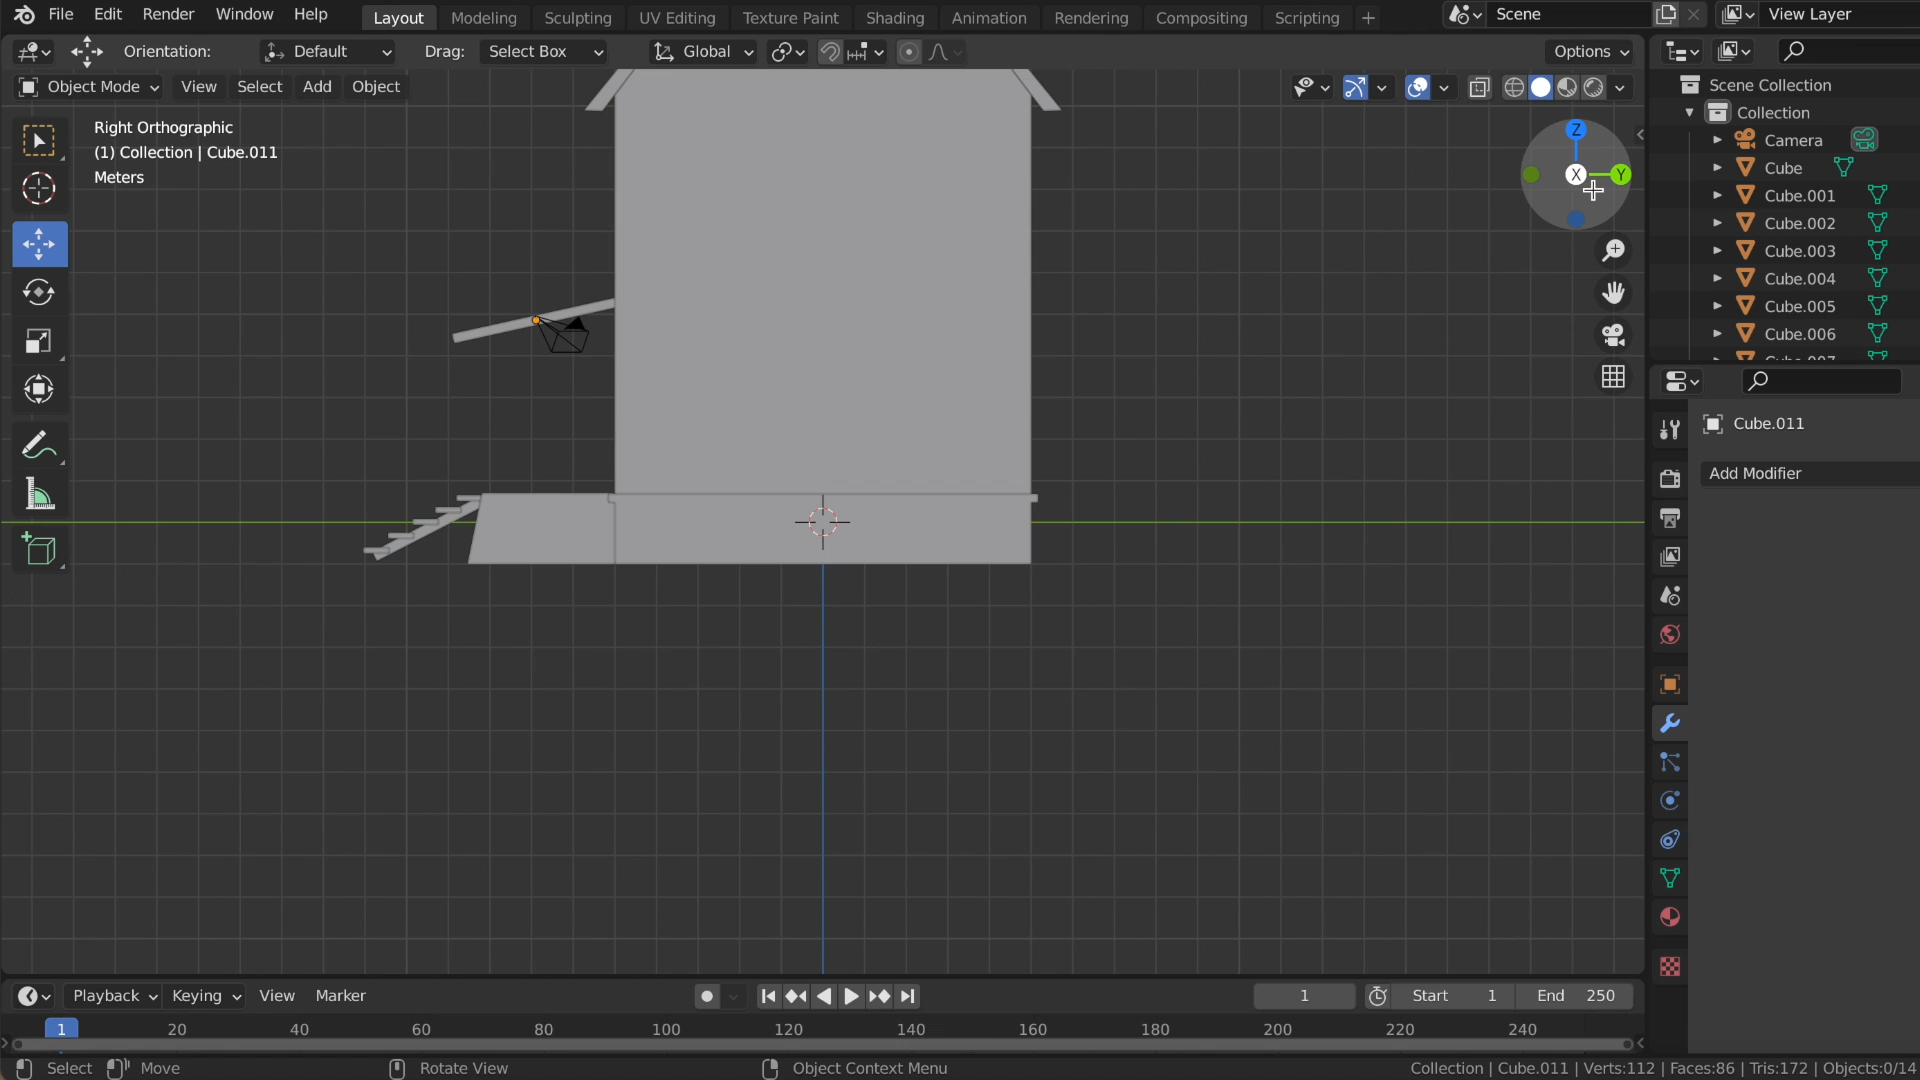 File Edit Render Window Help Layout Modeling Sculpting UV Editing Texture Paint Shading Animation Rendering Compositing Scripting + Scene View Layer
Orientation: Default Drag: Select Box Global Options
Object Mode View Select Add Object
Right Orthographic
(1) Collection | Cube.011
Meters
Z
X
Y
Scene Collection
Collection
Camera
Cube
Cube.001
Cube.002
Cube.003
Cube.004
Cube.005
Cube.006
Cube.007
Cube.011
Add Modifier
Playback Keying View Marker 1 Start 1 End 250
1 20 40 60 80 100 120 140 160 180 200 220 240
Select Move Rotate View Object Context Menu Collection | Cube.011 | Verts:112 | Faces:86 | Tris:172 | Objects:0/14